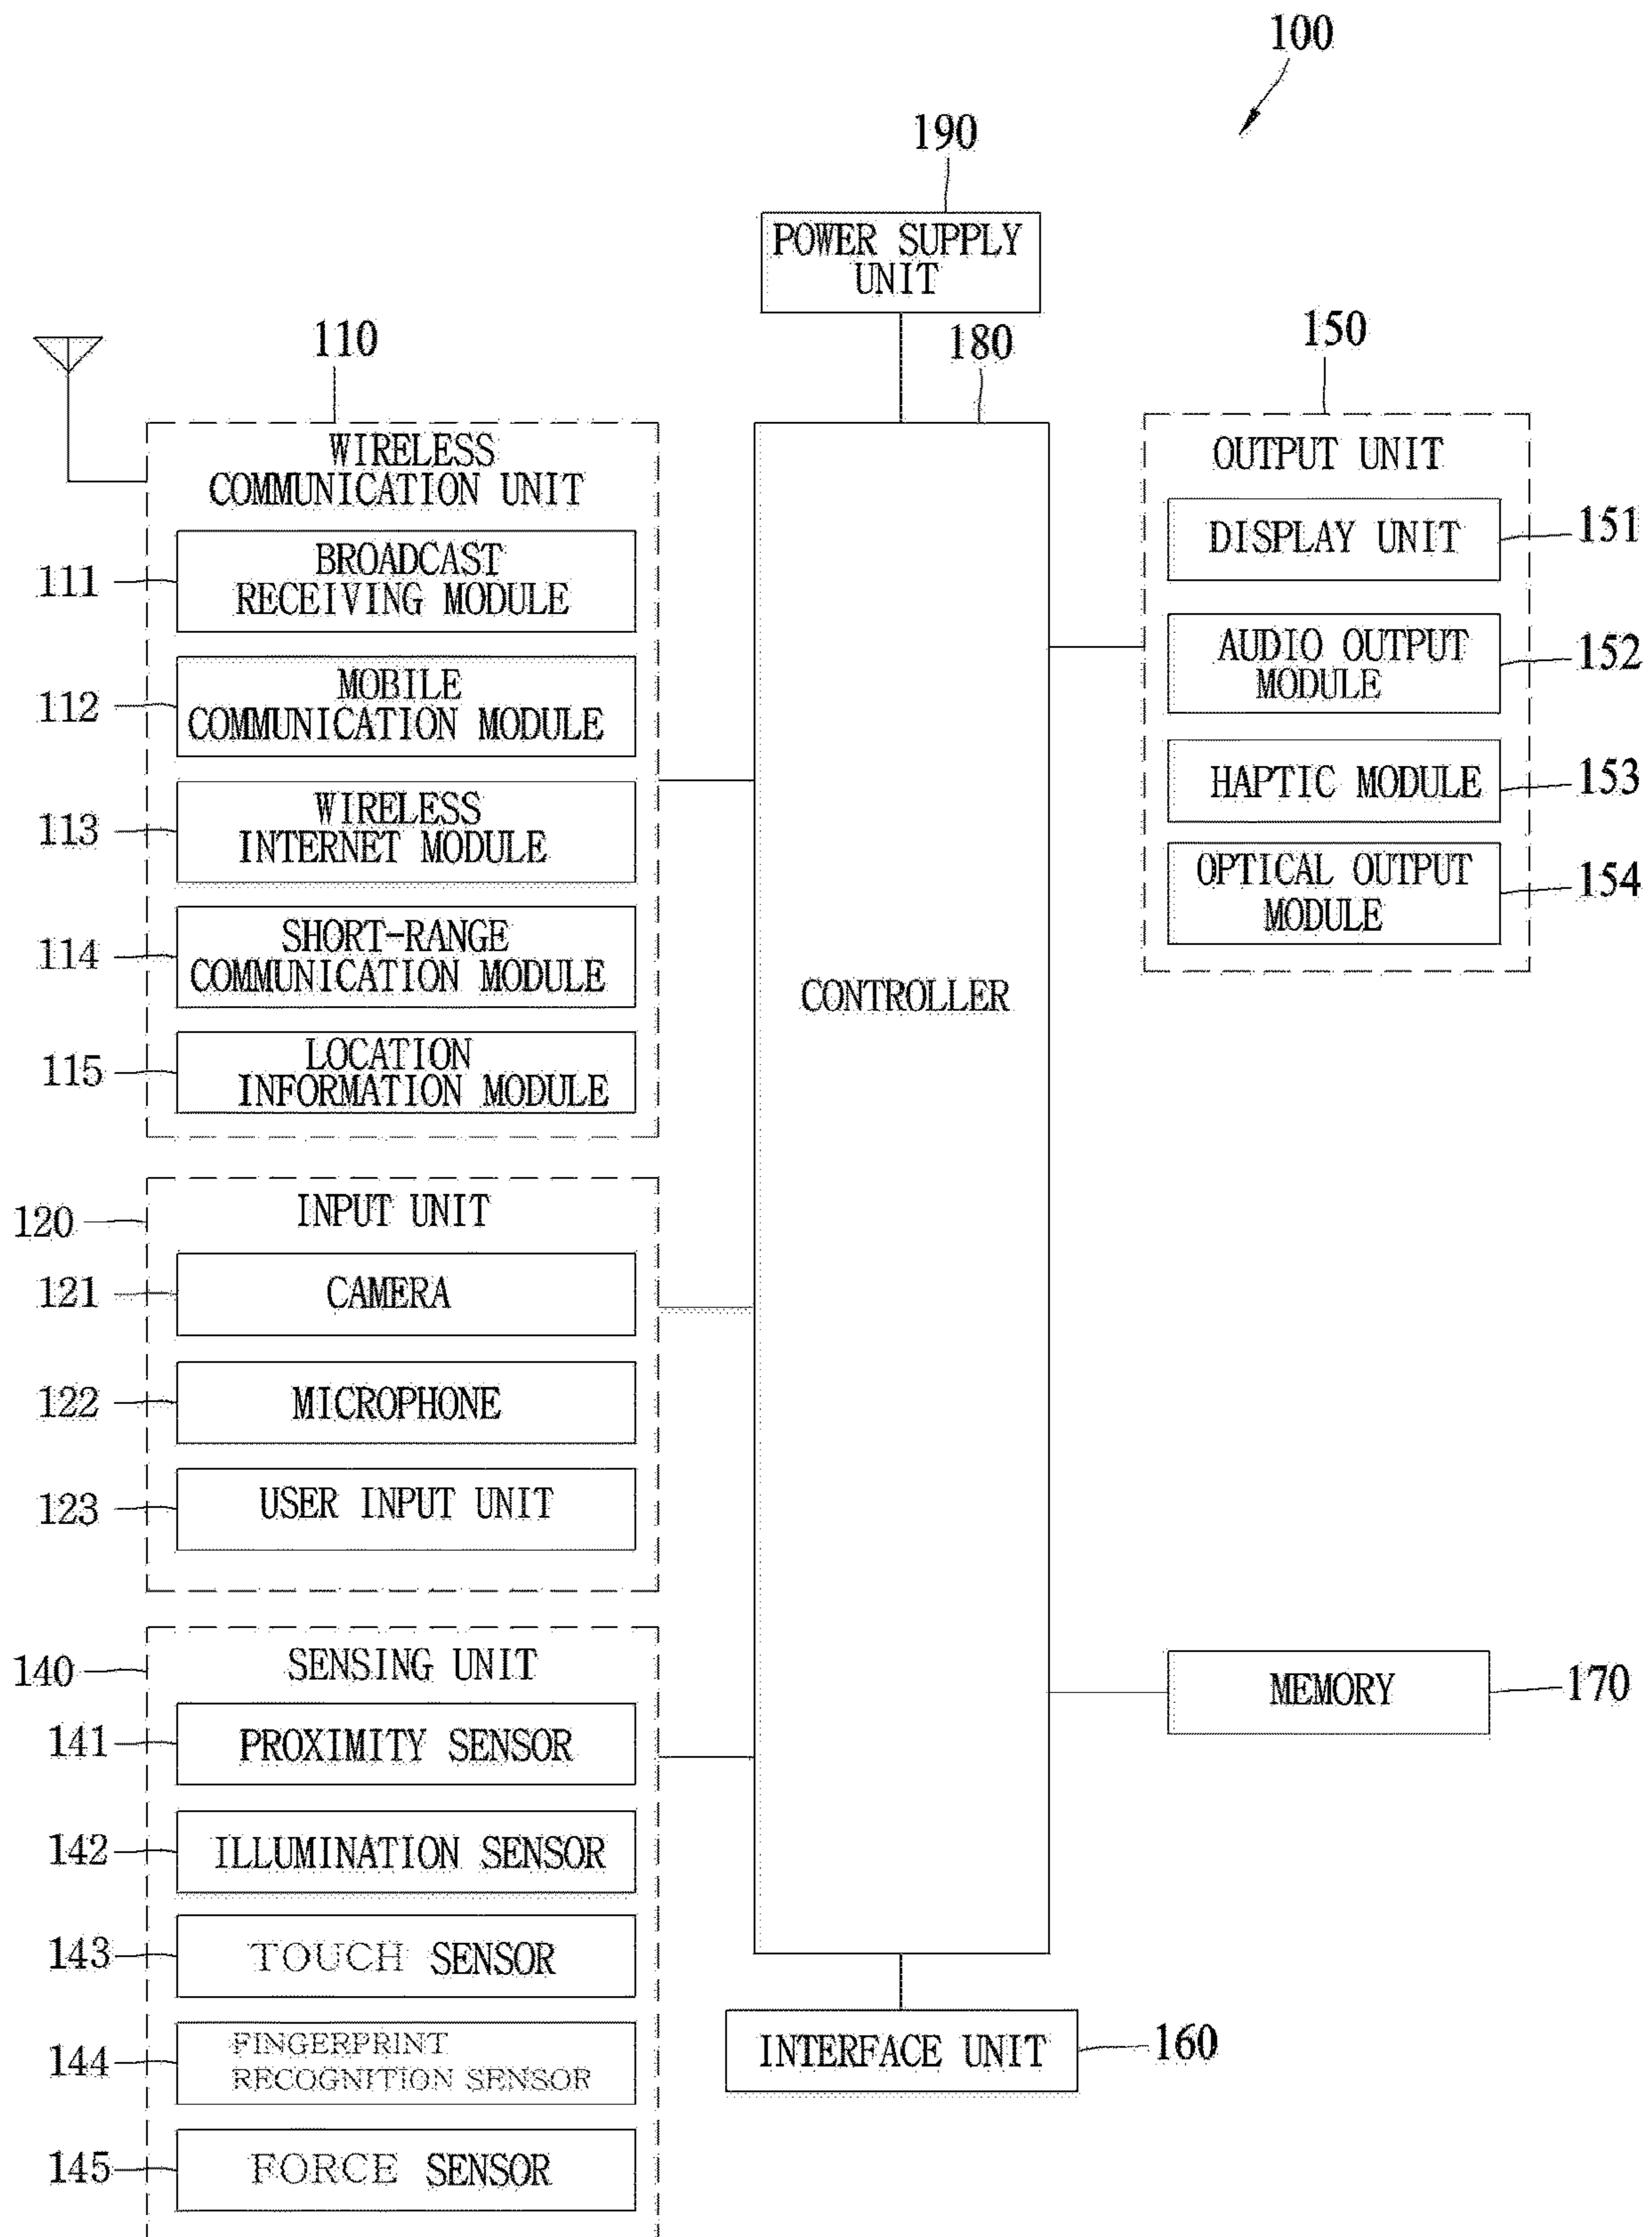 100
190
POWER SUPPLY
UNIT
110
180
150
WIRELESS
COMMUNICATION UNIT
111
BROADCAST
RECEIVING MODULE
112
MOBILE
COMMUNICATION MODULE
113
WIRELESS
INTERNET MODULE
114
SHORT-RANGE
COMMUNICATION MODULE
115
LOCATION
INFORMATION MODULE
120
INPUT UNIT
121
CAMERA
122
MICROPHONE
123
USER INPUT UNIT
140
SENSING UNIT
141
PROXIMITY SENSOR
142
ILLUMINATION SENSOR
143
TOUCH SENSOR
144
FINGERPRINT
RECOGNITION SENSOR
145
FORCE SENSOR
CONTROLLER
OUTPUT UNIT
DISPLAY UNIT
151
AUDIO OUTPUT
MODULE
152
HAPTIC MODULE
153
OPTICAL OUTPUT
MODULE
154
MEMORY
170
INTERFACE UNIT
160